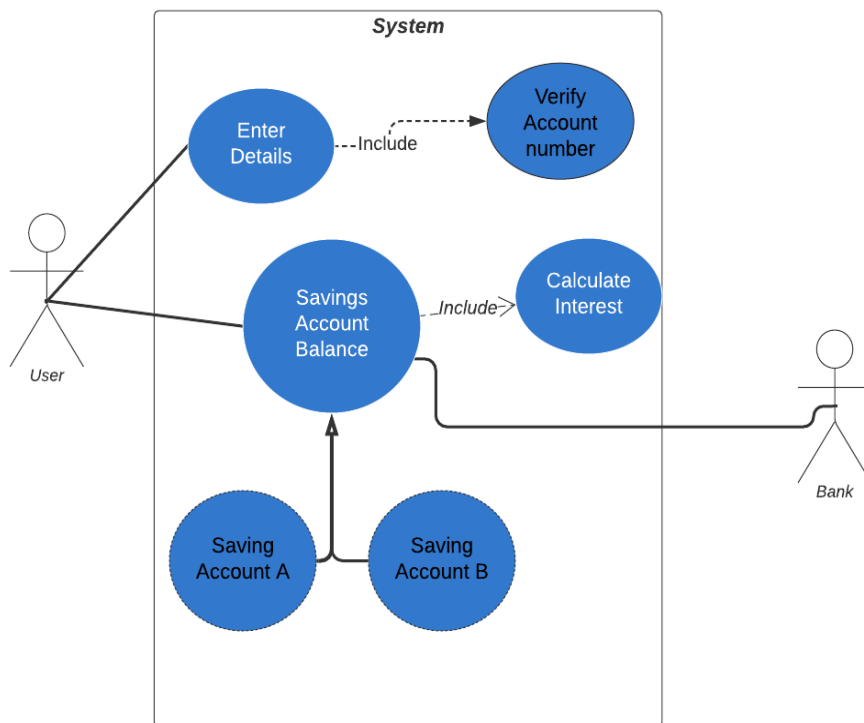 System
Enter
Details
Include
Verify
Account
number
Savings
Account
Balance
Include
Calculate
Interest
User
Bank
Saving
Account A
Saving
Account B